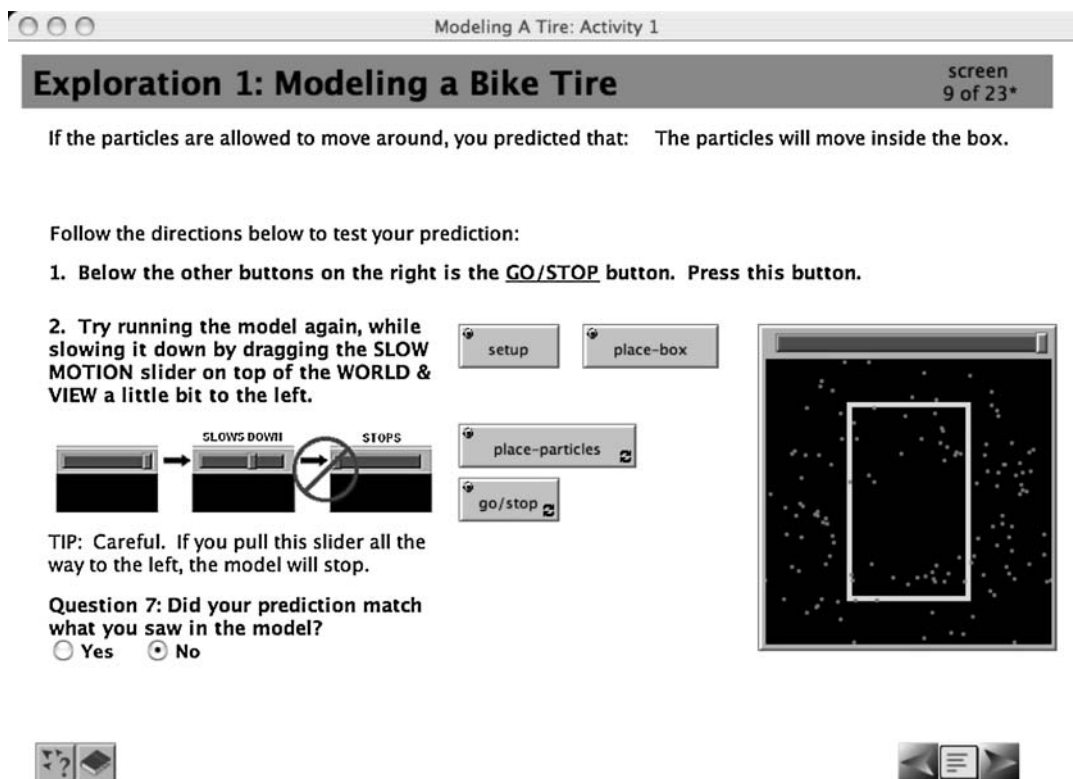 Modeling A Tire: Activity 1
Exploration 1: Modeling a Bike Tire
screen
9 of 23*
If the particles are allowed to move around, you predicted that: The particles will move inside the box.
Follow the directions below to test your prediction:
1. Below the other buttons on the right is the GO/STOP button. Press this button.
2. Try running the model again, while
slowing it down by dragging the SLOW
MOTION slider on top of the WORLD &
VIEW a little bit to the left.
setup
place-box
SLOWS DOWN
STOPS
place-particles
go/stop
TIP: Careful. If you pull this slider all the
way to the left, the model will stop.
Question 7: Did your prediction match
what you saw in the model?
Yes No
?